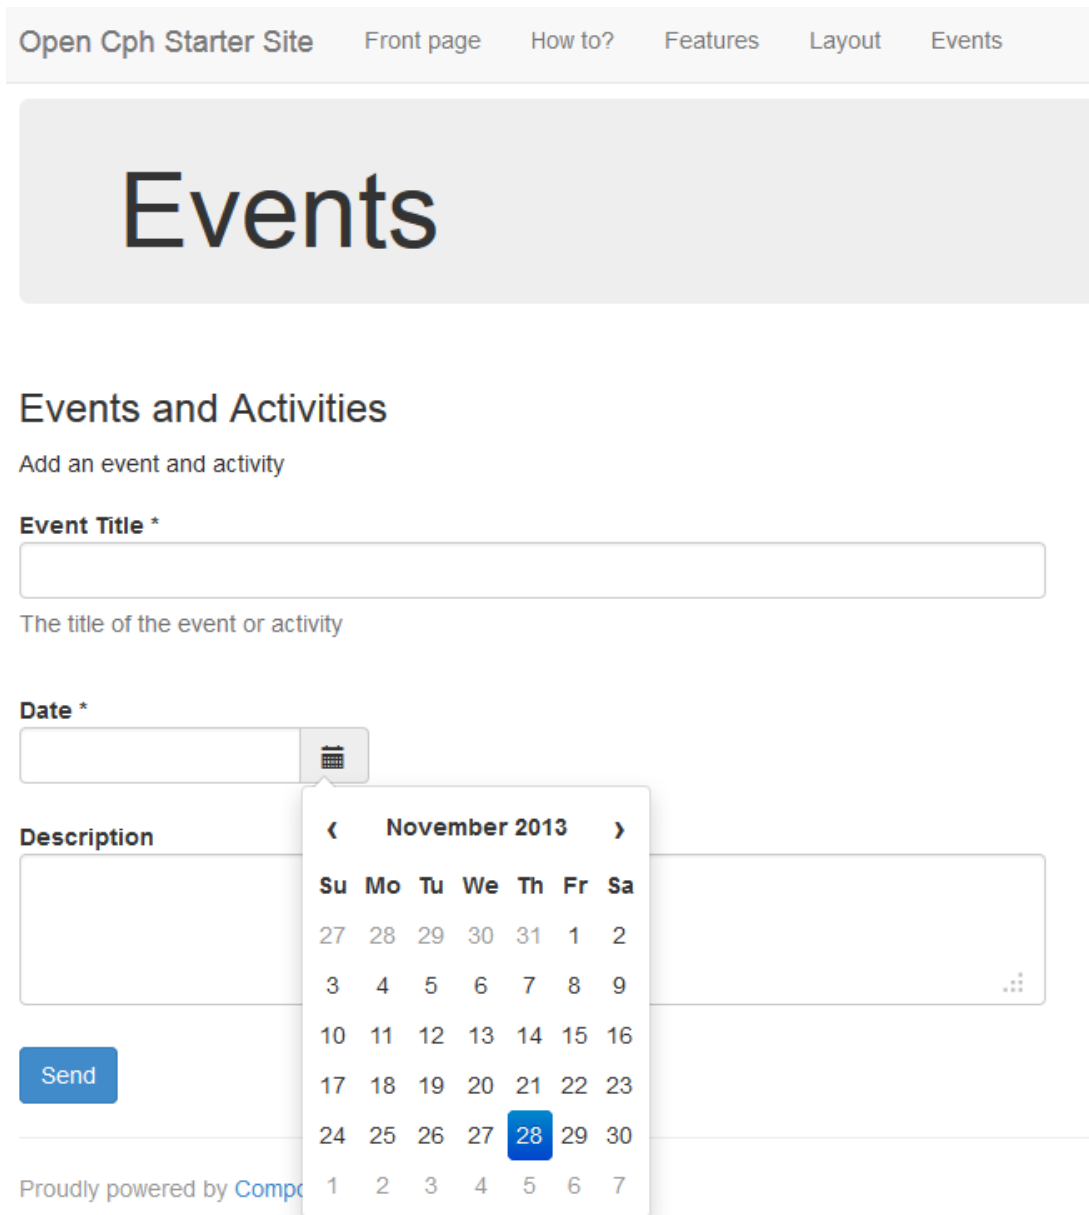 Open Cph Starter Site Front page How to? Features Layout Events
Events
Events and Activities
Add an event and activity
Event Title *
The title of the event or activity
Date *
Description
‹ November 2013 ›
Su Mo Tu We Th Fr Sa
27 28 29 30 31 1 2
3 4 5 6 7 8 9
10 11 12 13 14 15 16
17 18 19 20 21 22 23
24 25 26 27 28 29 30
1 2 3 4 5 6 7
Send
Proudly powered by